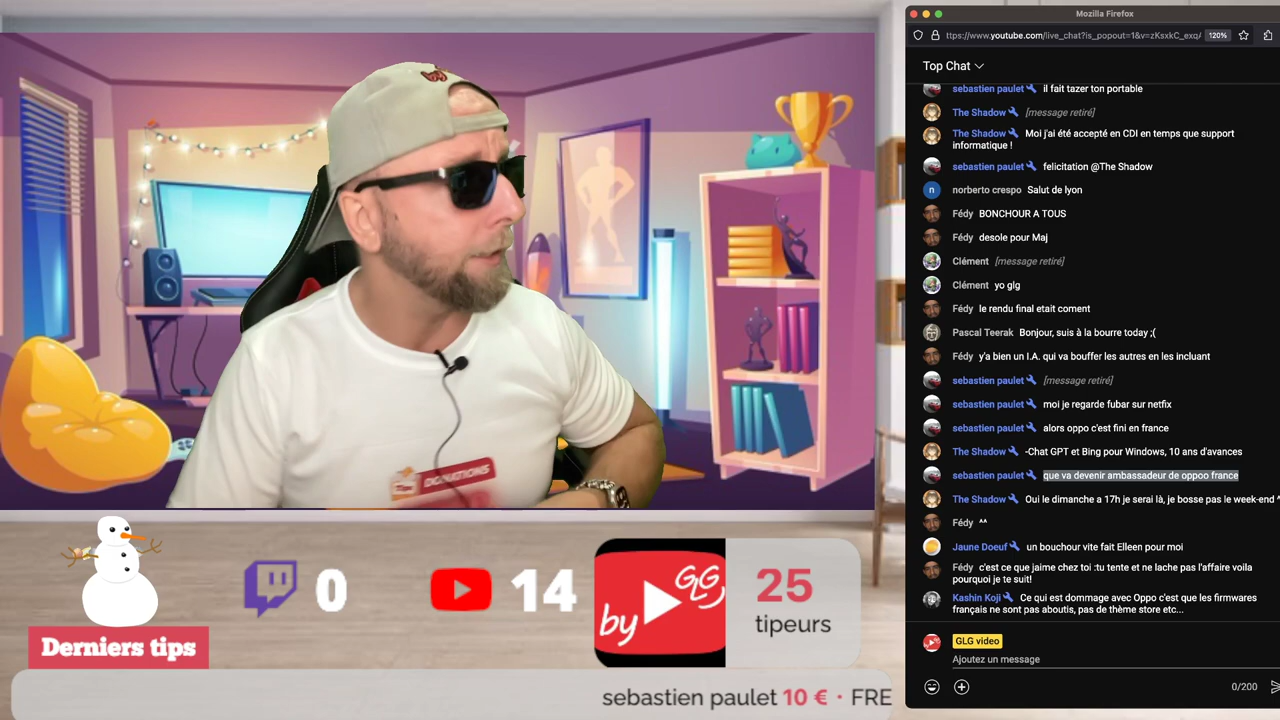 Mozilla Firefox
ttps://www.youtube.com/live_chat?is_popout=1&v=zKsxkC_exq/
120%
Top Chat
sebastien paulet il fait tazer ton portable
The Shadow [message retiré]
The Shadow Moi j'ai été accepté en CDI en temps que support
informatique !
sebastien paulet felicitation @The Shadow
n
norberto crespo Salut de lyon
Fédy BONCHOUR A TOUS
Fédy desole pour Maj
Clément [message retiré]
Clément yo glg
Fédy le rendu final etait coment
Pascal Teerak Bonjour, suis à la bourre today ;(
Fédy y'a bien un I.A. qui va bouffer les autres en les incluant
sebastien paulet [message retiré]
sebastien paulet moi je regarde fubar sur netfix
sebastien paulet alors oppo c'est fini en france
The Shadow -Chat GPT et Bing pour Windows, 10 ans d'avances
sebastien paulet que va devenir ambassadeur de oppoo france
The Shadow Oui le dimanche a 17h je serai là, je bosse pas le week-end ^
Fédy ^^
Jaune Doeuf un bouchour vite fait Elleen pour moi
Fédy c'est ce que jaime chez toi :tu tente et ne lache pas l'affaire voila
pourquoi je te suit!
Kashin Koji Ce qui est dommage avec Oppo c'est que les firmwares
français ne sont pas aboutis, pas de thème store etc...
GLG video
Ajoutez un message
0/200
0
14
by GLG
25
tipeurs
Derniers tips
sebastien paulet 10 € · FRE